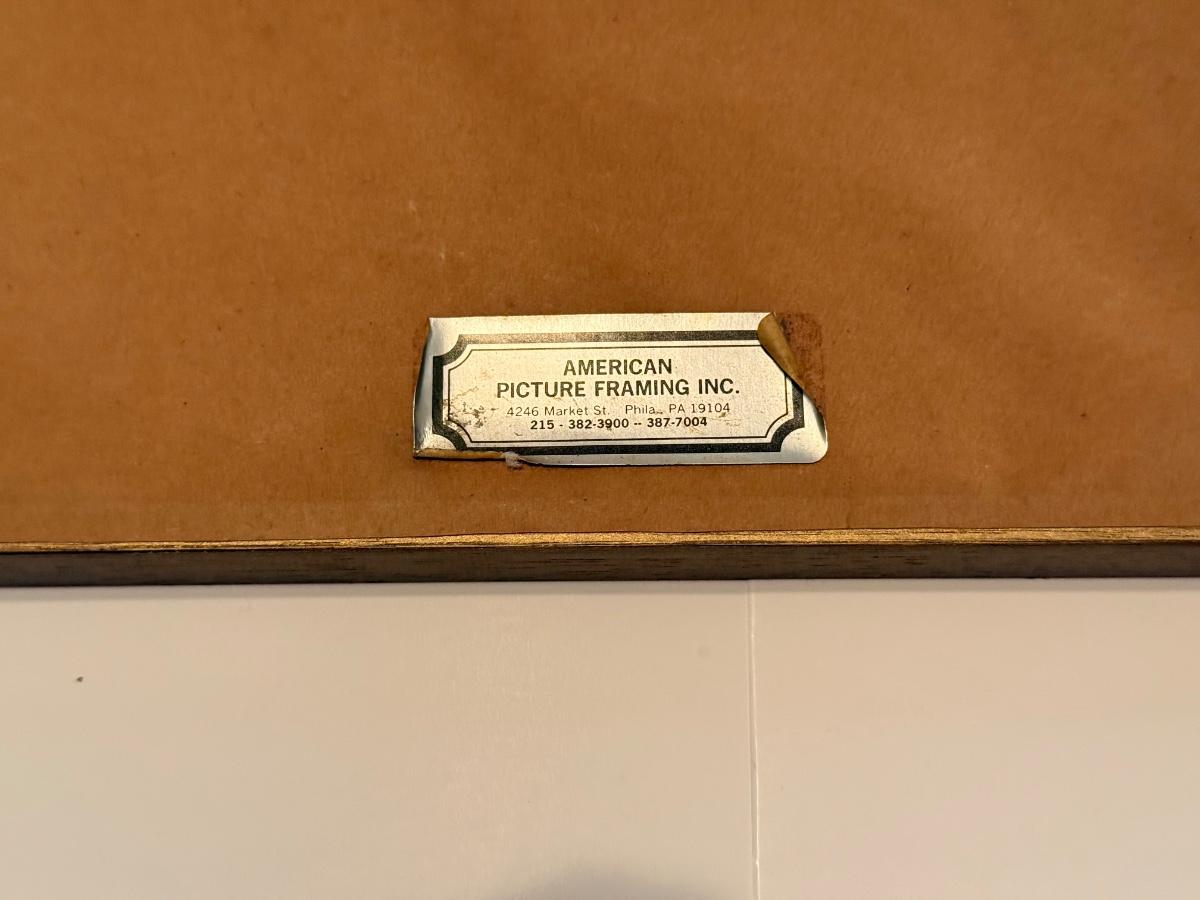 AMERICAN
PICTURE FRAMING INC.
4246 Market St. Phila., PA 19104
215 - 382-3900 -- 387-7004